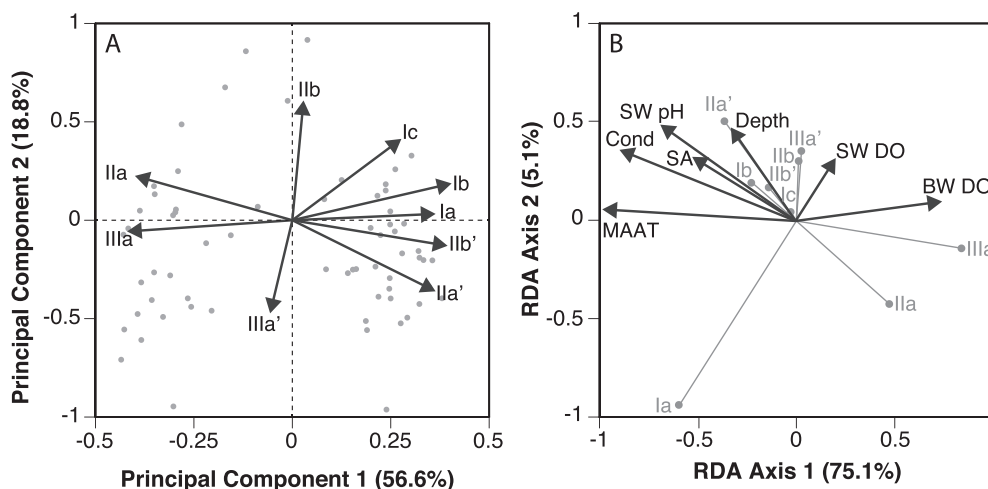 A
Principal Component 2 (18.8%)
1
0.5
0
-0.5
-1
-0.5
-0.25
0
0.25
0.5
Principal Component 1 (56.6%)
IIb
Ic
IIa
Ib
Ia
IIIa
IIb'
IIa'
IIIa'
B
RDA Axis 2 (5.1%)
1
0.5
0
-0.5
-1
-1
-0.5
0
0.5
RDA Axis 1 (75.1%)
IIa'
SW pH
Depth
Cond
IIIa'
SA
IIb
SW DO
Ib
IIb'
Ic
BW DO
MAAT
IIIa
IIa
Ia